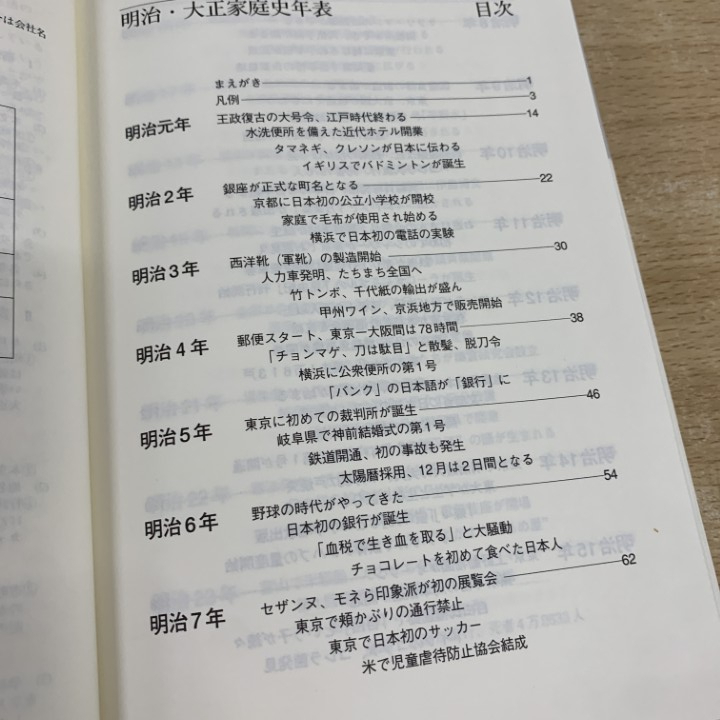 は会社名
明治・大正家庭史年表 目次
まえがき 1
凡例 3
明治元年 王政復古の大号令、江戸時代終わる 14
水洗便所を備えた近代ホテル開業
タマネギ、クレソンが日本に伝わる
イギリスでバドミントンが誕生
明治2年 銀座が正式な町名となる 22
京都に日本初の公立小学校が開校
家庭で毛布が使用され始める
横浜で日本初の電話の実験
明治3年 西洋靴（軍靴）の製造開始 30
人力車発明、たちまち全国へ
竹トンボ、千代紙の輸出が盛ん
甲州ワイン、京浜地方で販売開始
明治4年 郵便スタート、東京―大阪間は78時間 38
「チョンマゲ、刀は駄目」と散髪、脱刀令
横浜に公衆便所の第1号
「バンク」の日本語が「銀行」に
明治5年 東京に初めての裁判所が誕生 46
岐阜県で神前結婚式の第1号
鉄道開通、初の事故も発生
太陽暦採用、12月は2日間となる
明治6年 野球の時代がやってきた 54
日本初の銀行が誕生
「血税で生き血を取る」と大騒動
チョコレートを初めて食べた日本人
明治7年 セザンヌ、モネら印象派が初の展覧会 62
東京で頬かぶりの通行禁止
東京で日本初のサッカー
米で児童虐待防止協会結成